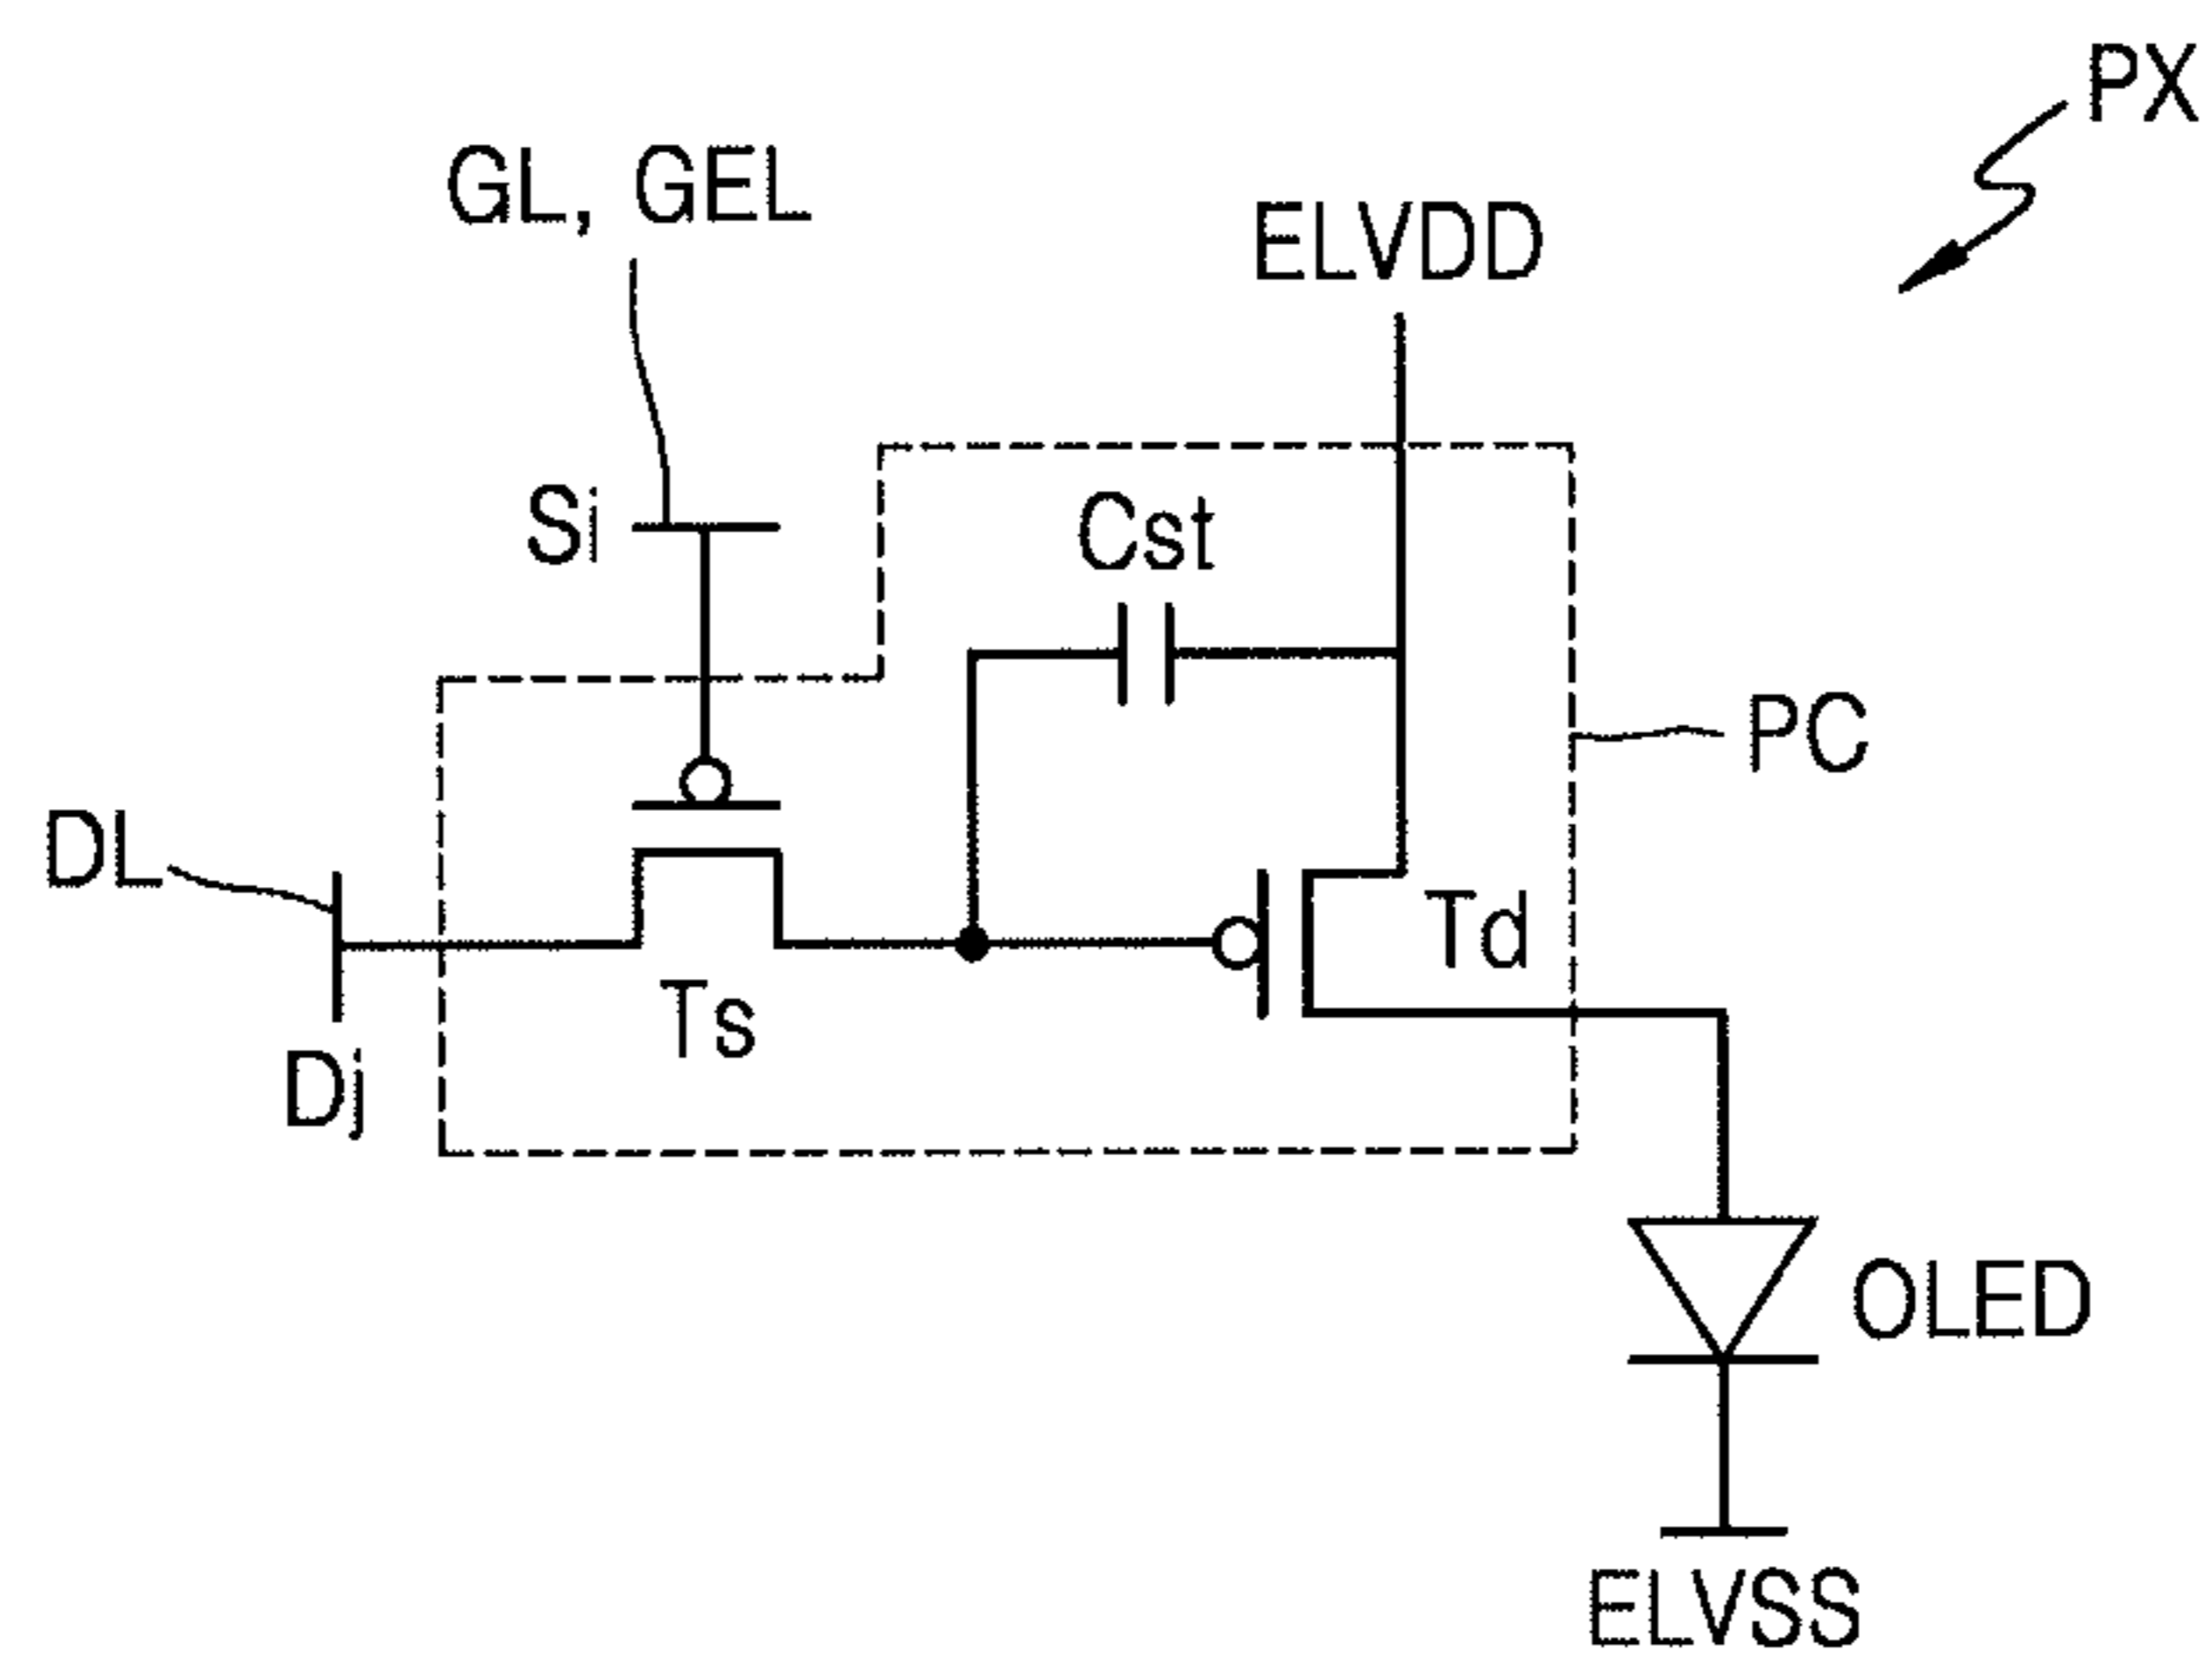 PX
GL, GEL
ELVDD
Si
Cst
PC
DL
Td
Ts
Dj
OLED
ELVSS